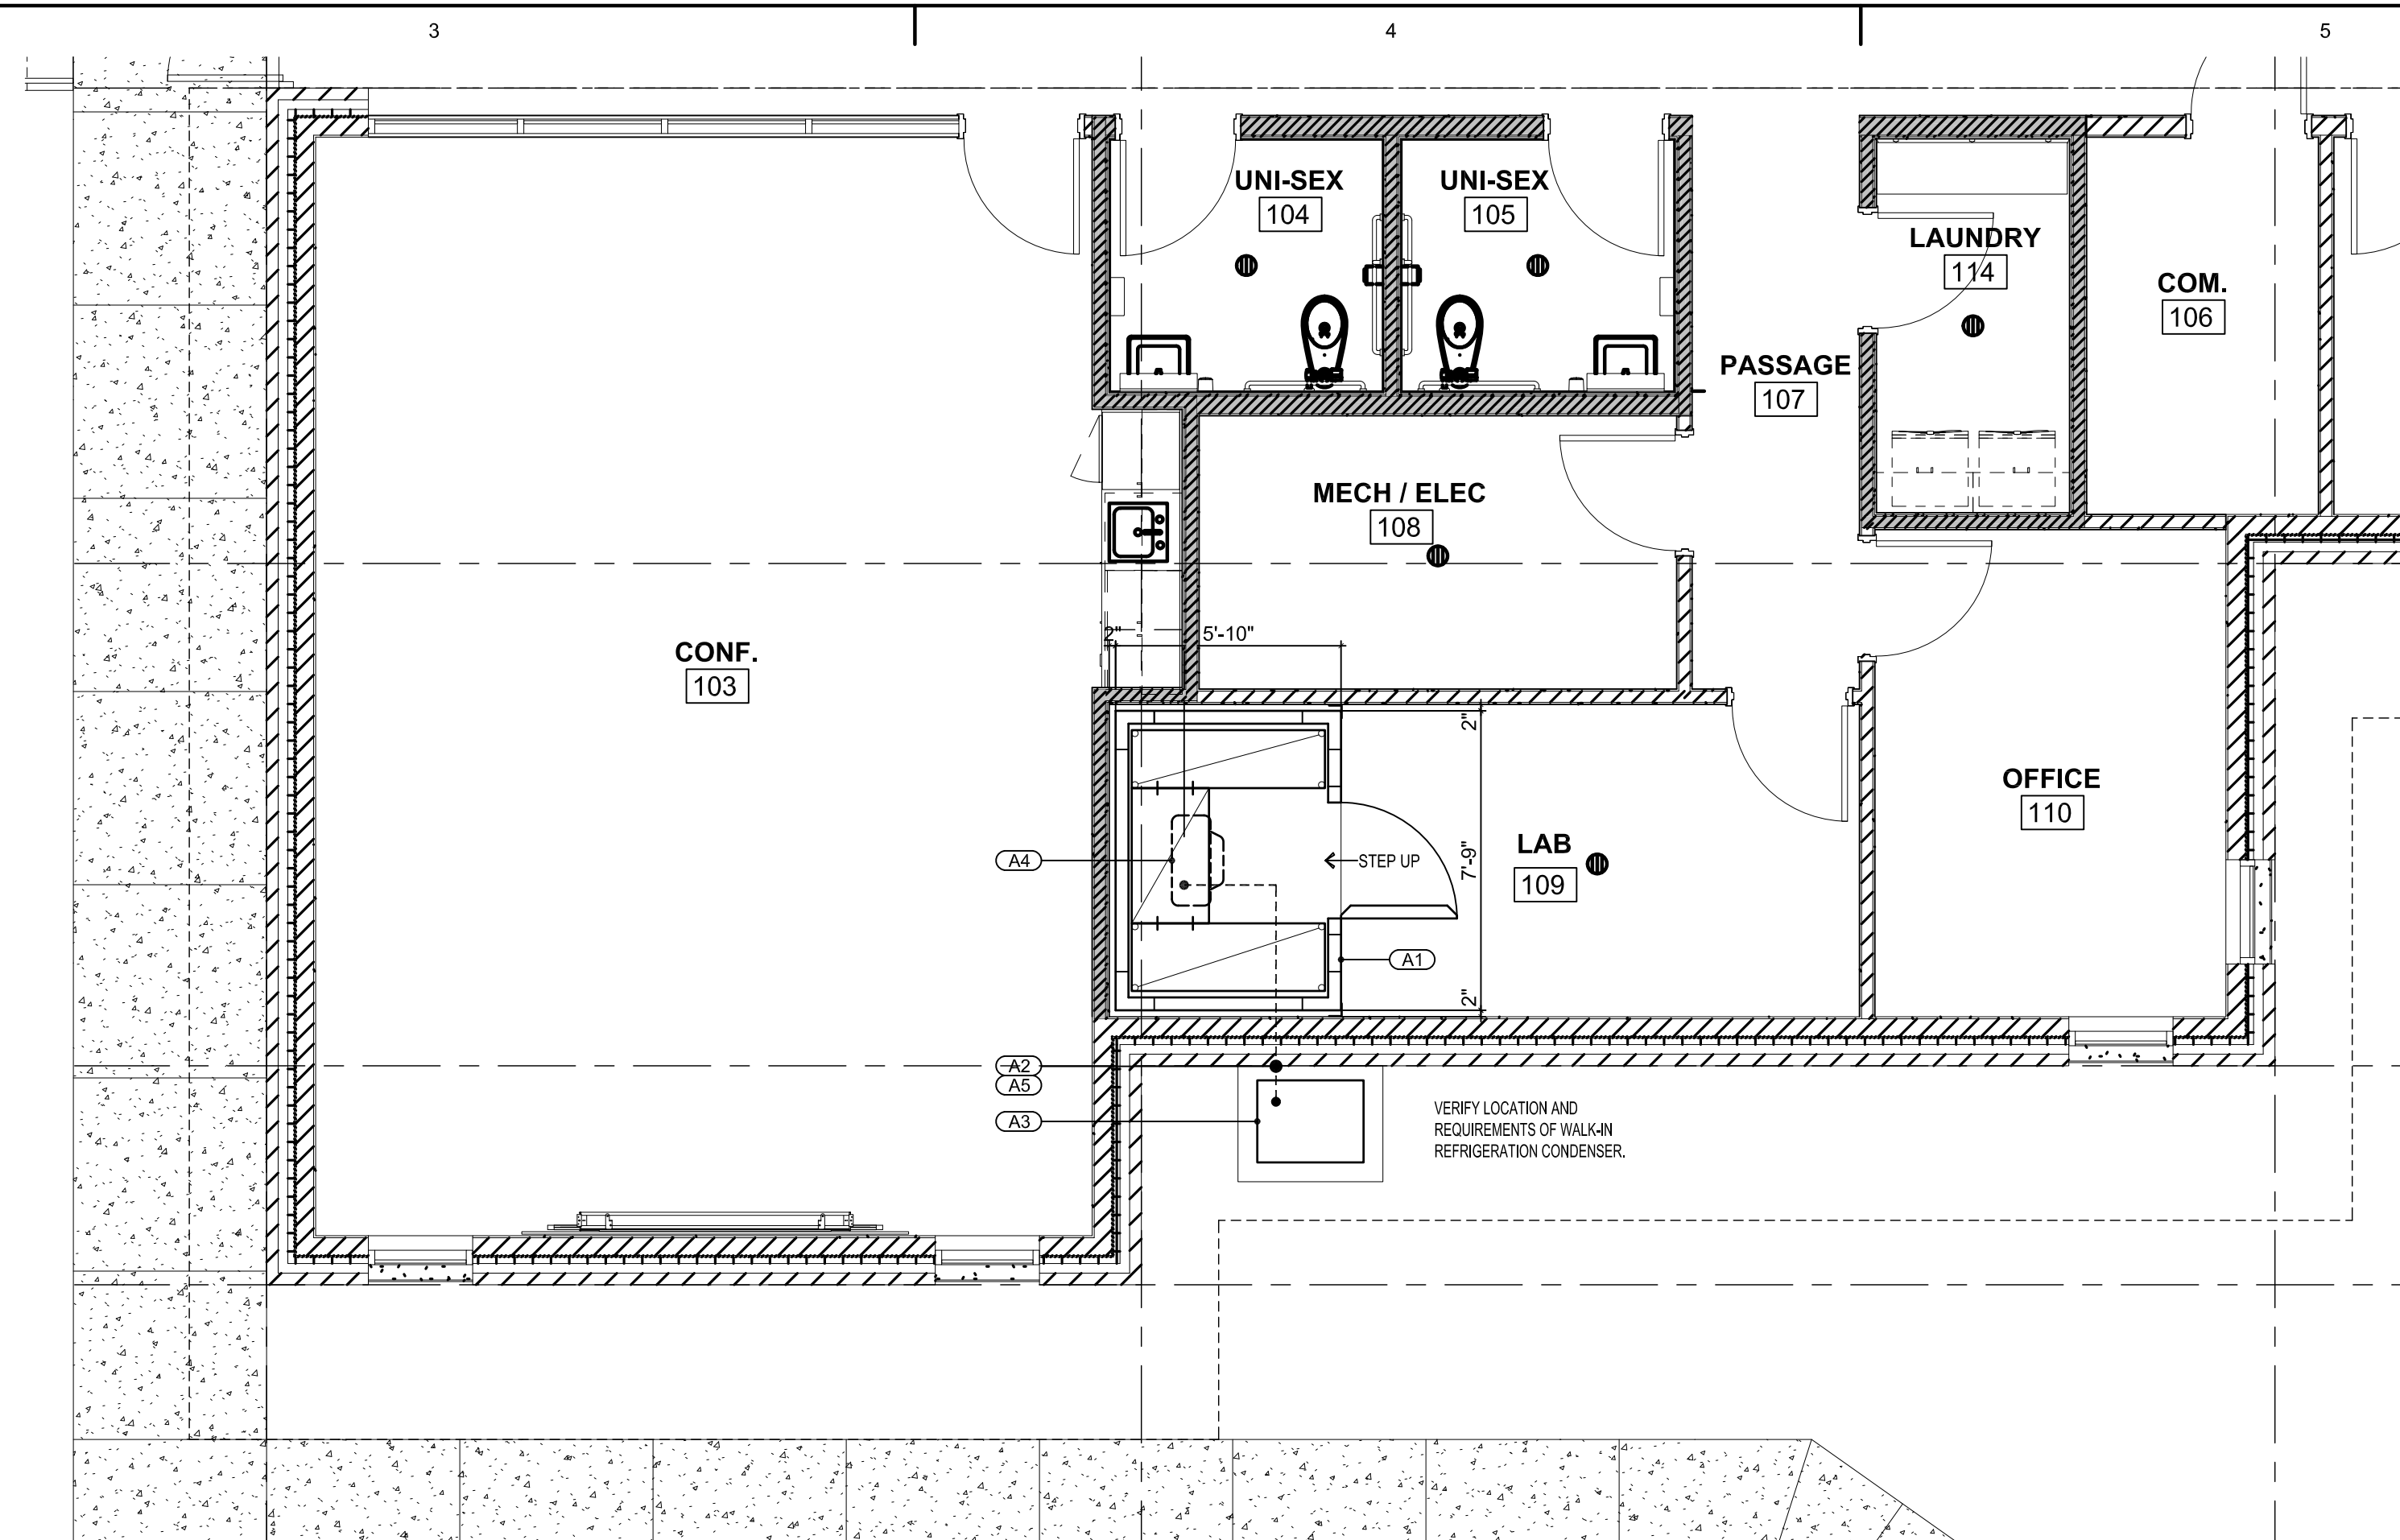 3
4
5
UNI-SEX
104
UNI-SEX
105
LAUNDRY
114
COM.
106
PASSAGE
107
MECH / ELEC
108
CONF.
103
2"
5'-10"
2"
OFFICE
110
LAB
109
A4
STEP UP
7'-9"
A1
2"
A2
A5
A3
VERIFY LOCATION AND
REQUIREMENTS OF WALK-IN
REFRIGERATION CONDENSER.